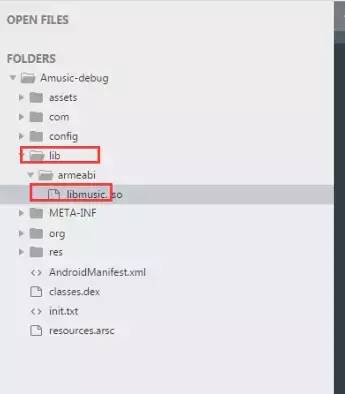 OPEN FILES
FOLDERS
Amusic-debug
assets
com
config
lib
armeabi
libmusic.so
META-INF
org
res
AndroidManifest.xml
classes.dex
init.txt
resources.arsc